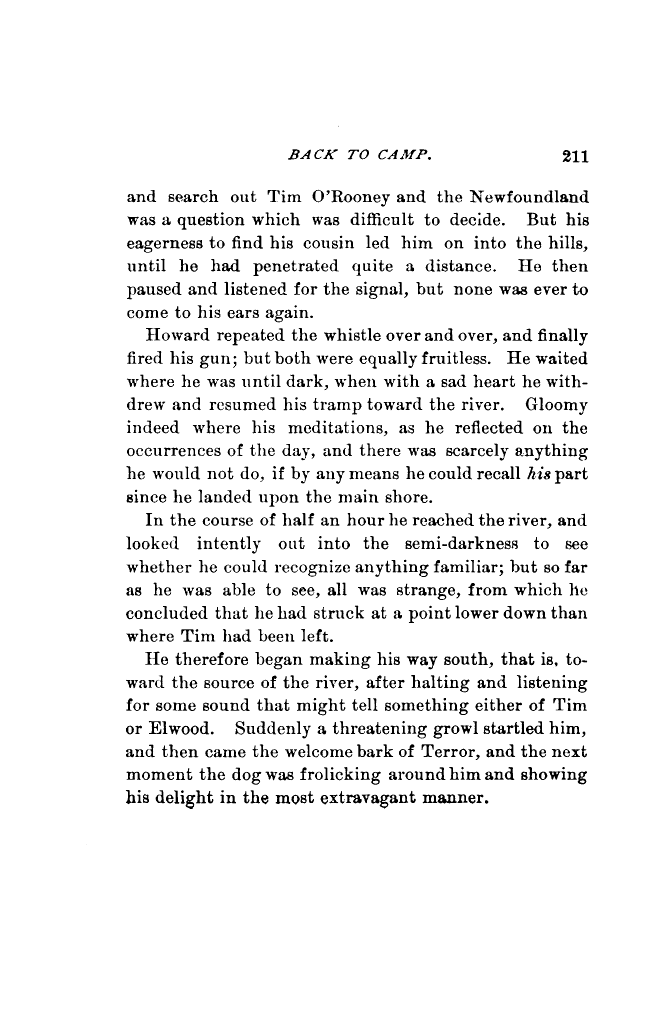 BACK TO CAMP. 211
and search out Tim O'Rooney and the Newfoundland
was a question which was difficult to decide. But his
eagerness to find his cousin led him on into the hills,
until he had penetrated quite a distance. He then
paused and listened for the signal, but none was ever to
come to his ears again.
Howard repeated the whistle over and over, and finally
fired his gun; but both were equally fruitless. He waited
where he was until dark, when with a sad heart he with-
drew and resumed his tramp toward the river. Gloomy
indeed where his meditations, as he reflected on the
occurrences of the day, and there was scarcely anything
he would not do, if by any means he could recall his part
since he landed upon the main shore.
In the course of half an hour he reached the river, and
looked intently out into the semi-darkness to see
whether he could recognize anything familiar; but so far
as he was able to see, all was strange, from which he
concluded that he had struck at a point lower down than
where Tim had been left.
He therefore began making his way south, that is, to-
ward the source of the river, after halting and listening
for some sound that might tell something either of Tim
or Elwood. Suddenly a threatening growl startled him,
and then came the welcome bark of Terror, and the next
moment the dog was frolicking around him and showing
his delight in the most extravagant manner.